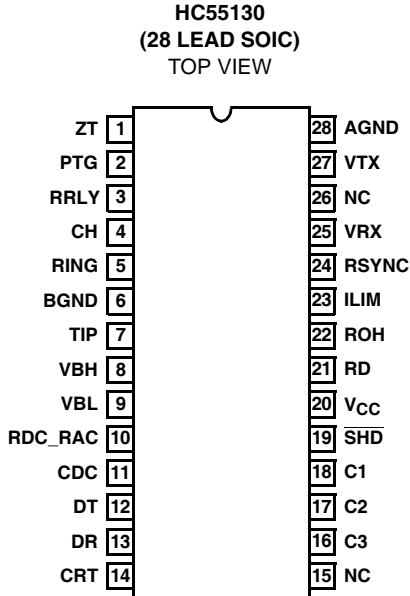 HC55130
(28 LEAD SOIC)
TOP VIEW
ZT 1 28 AGND
PTG 2 27 VTX
RRLY 3 26 NC
CH 4 25 VRX
RING 5 24 RSYNC
BGND 6 23 ILIM
TIP 7 22 ROH
VBH 8 21 RD
VBL 9 20 VCC
RDC_RAC 10 19 SHD
CDC 11 18 C1
DT 12 17 C2
DR 13 16 C3
CRT 14 15 NC